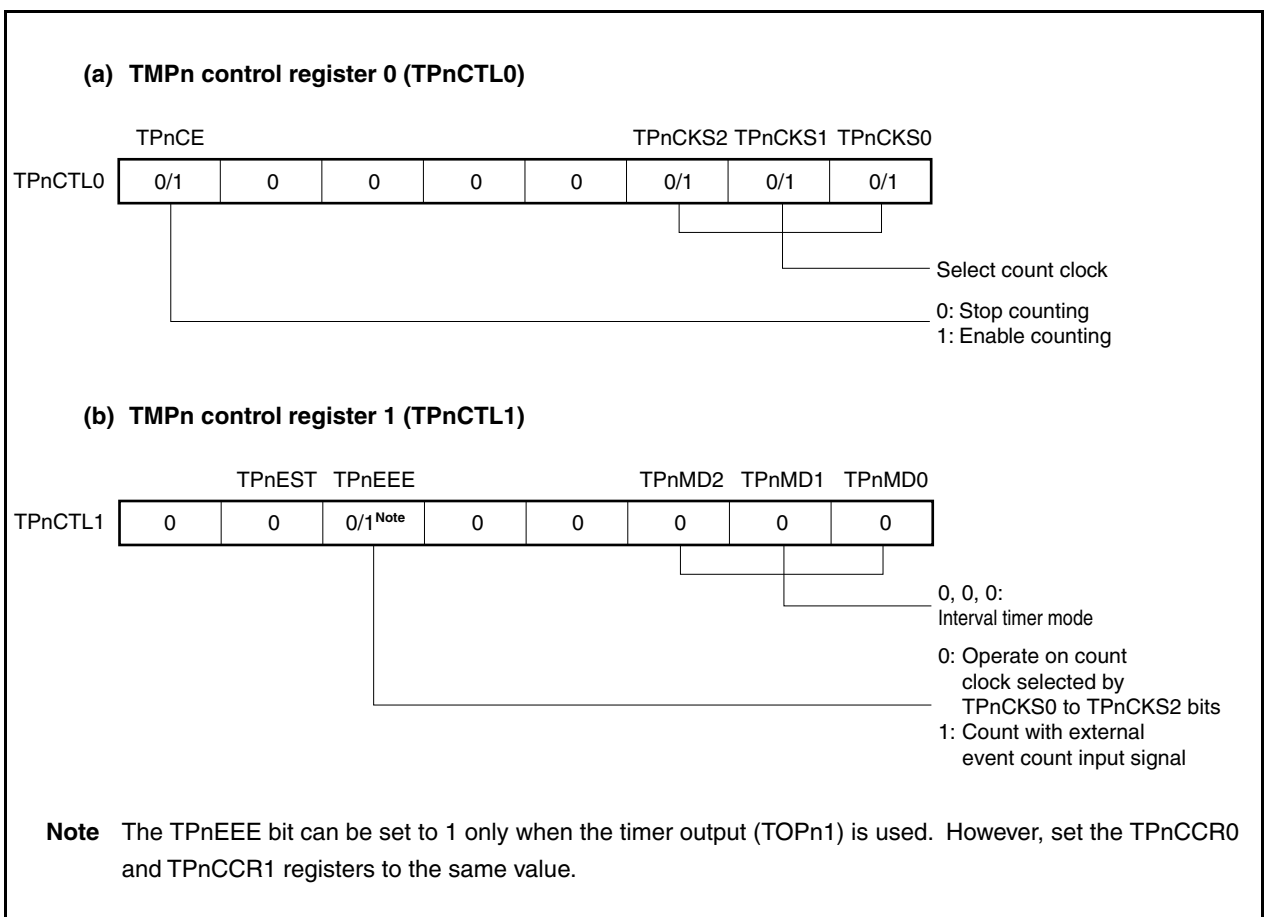 (a) TMPn control register 0 (TPnCTL0)
TPnCE TPnCKS2 TPnCKS1 TPnCKS0
TPnCTL0 0/1 0 0 0 0 0/1 0/1 0/1
Select count clock
0: Stop counting
1: Enable counting
(b) TMPn control register 1 (TPnCTL1)
TPnEST TPnEEE TPnMD2 TPnMD1 TPnMD0
TPnCTL1 0 0 0/1Note 0 0 0 0 0
0, 0, 0:
Interval timer mode
0: Operate on count
clock selected by
TPnCKS0 to TPnCKS2 bits
1: Count with external
event count input signal
Note The TPnEEE bit can be set to 1 only when the timer output (TOPn1) is used. However, set the TPnCCR0
and TPnCCR1 registers to the same value.